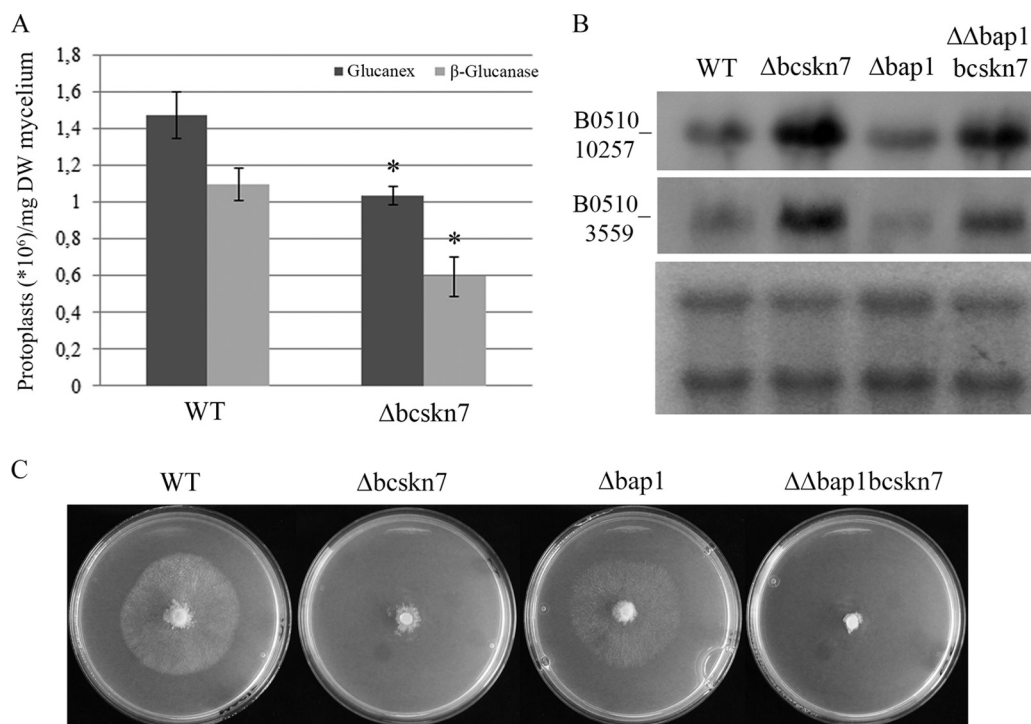 A
Protoplasts (*10⁶)/mg DW mycelium
1,8
1,6
1,4
1,2
1
0,8
0,6
0,4
0,2
0
Glucanex
β-Glucanase
*
*
WT
Δbcskn7
B
WT
Δbcskn7
Δbap1
ΔΔbap1
bcskn7
B0510_
10257
B0510_
3559
C
WT
Δbcskn7
Δbap1
ΔΔbap1bcskn7